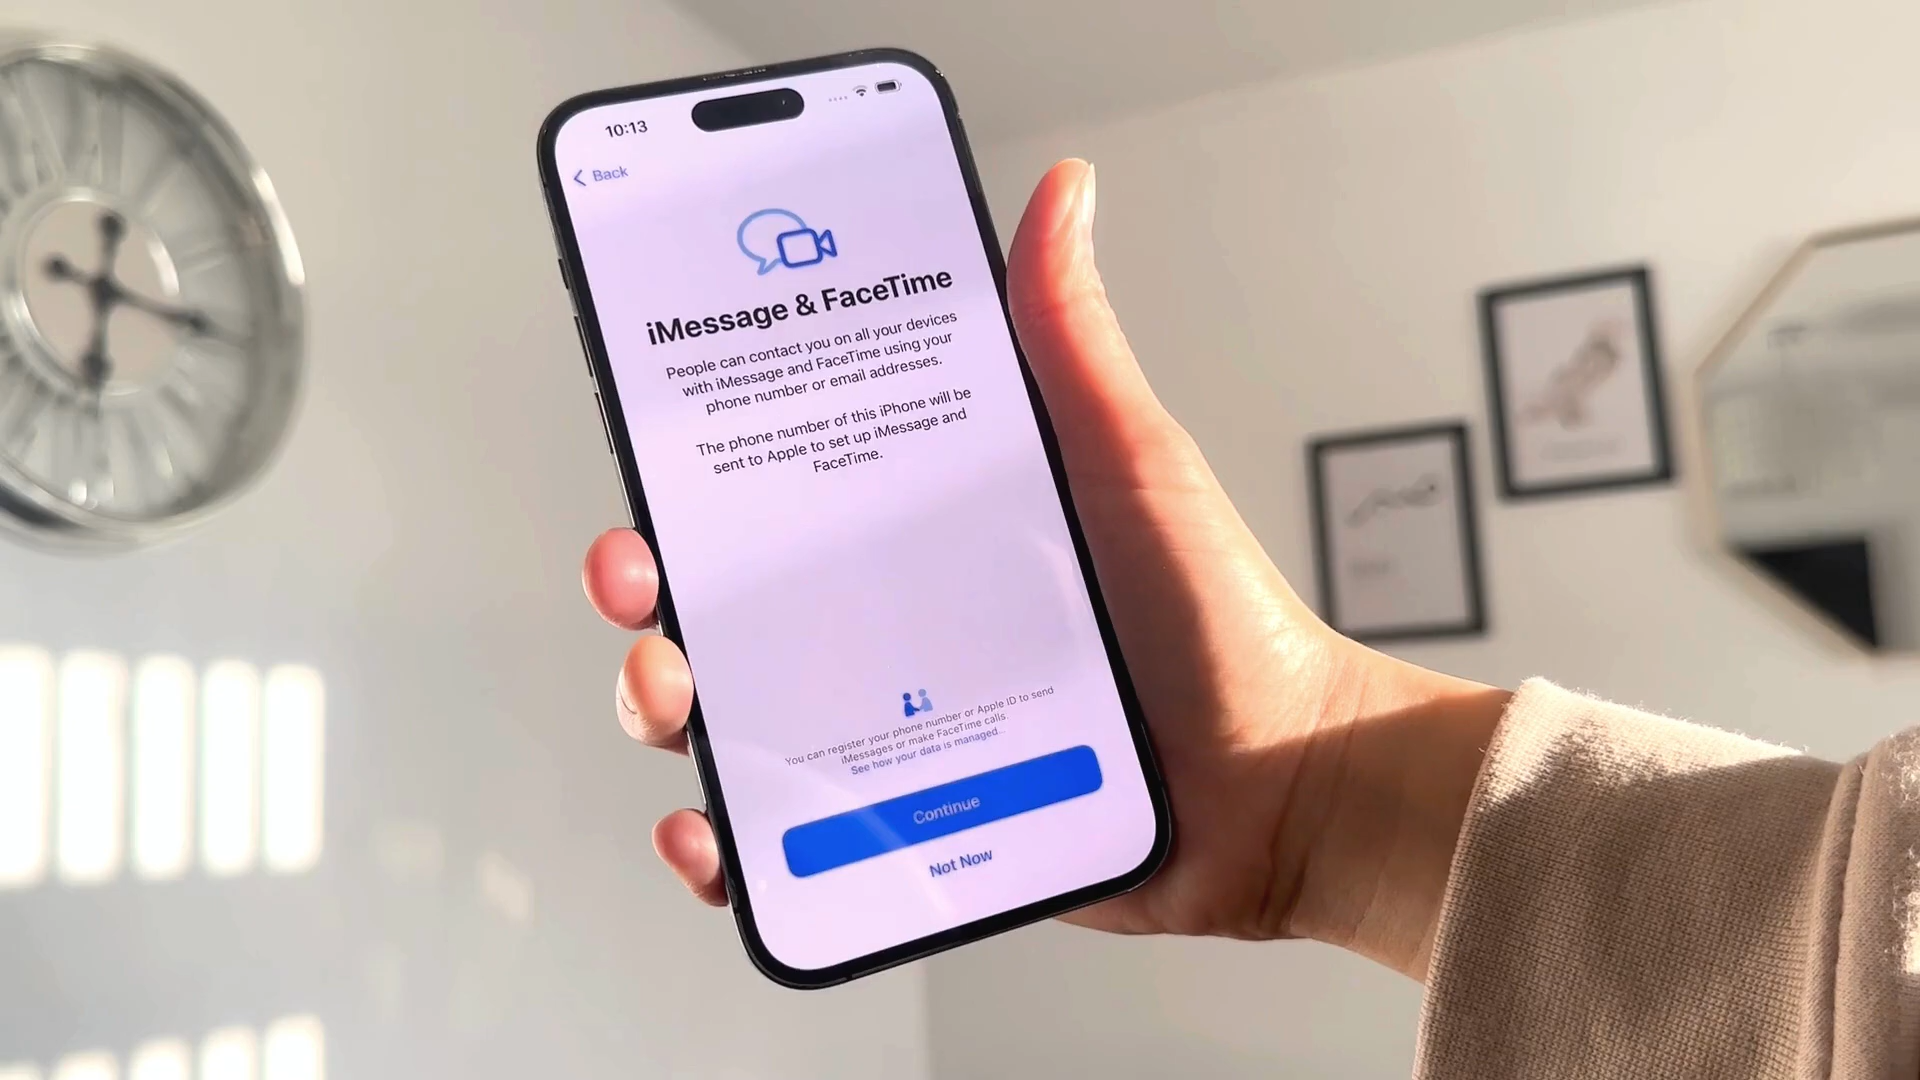 10:13
Back
iMessage & FaceTime
People can contact you on all your devices
with iMessage and FaceTime using your
phone number or email addresses.
The phone number of this iPhone will be
sent to Apple to set up iMessage and
FaceTime.
You can register your phone number or Apple ID to send
iMessages or make FaceTime calls.
See how your data is managed...
Continue
Not Now